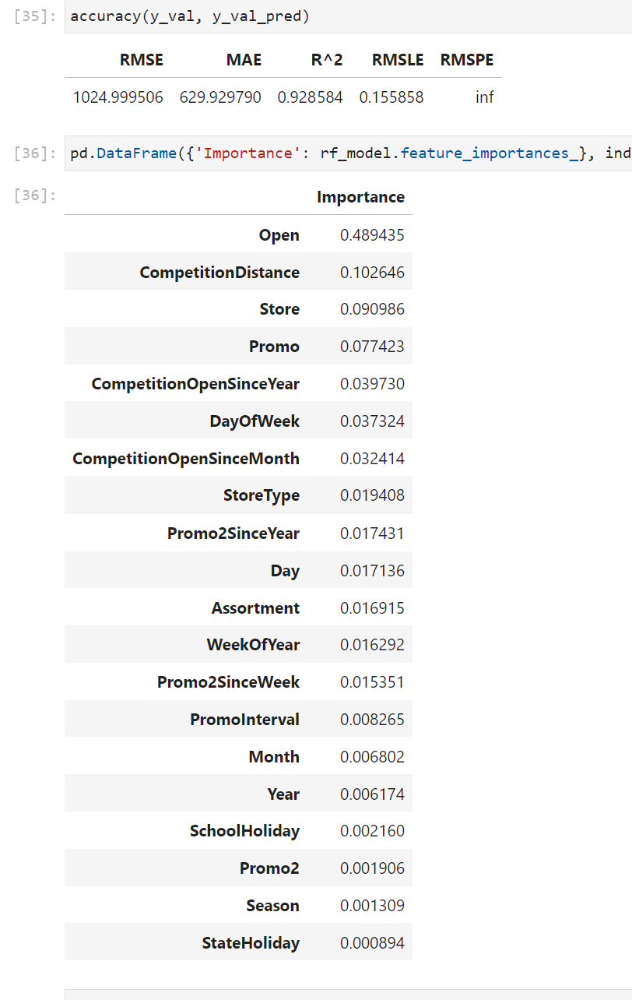 [35]: accuracy(y_val, y_val_pred)
RMSE MAE R^2 RMSLE RMSPE
1024.999506 629.929790 0.928584 0.155858 inf
[36]: pd.DataFrame({'Importance': rf_model.feature_importances_}, ind
[36]:
Importance
Open 0.489435
CompetitionDistance 0.102646
Store 0.090986
Promo 0.077423
CompetitionOpenSinceYear 0.039730
DayOfWeek 0.037324
CompetitionOpenSinceMonth 0.032414
StoreType 0.019408
Promo2SinceYear 0.017431
Day 0.017136
Assortment 0.016915
WeekOfYear 0.016292
Promo2SinceWeek 0.015351
PromoInterval 0.008265
Month 0.006802
Year 0.006174
SchoolHoliday 0.002160
Promo2 0.001906
Season 0.001309
StateHoliday 0.000894